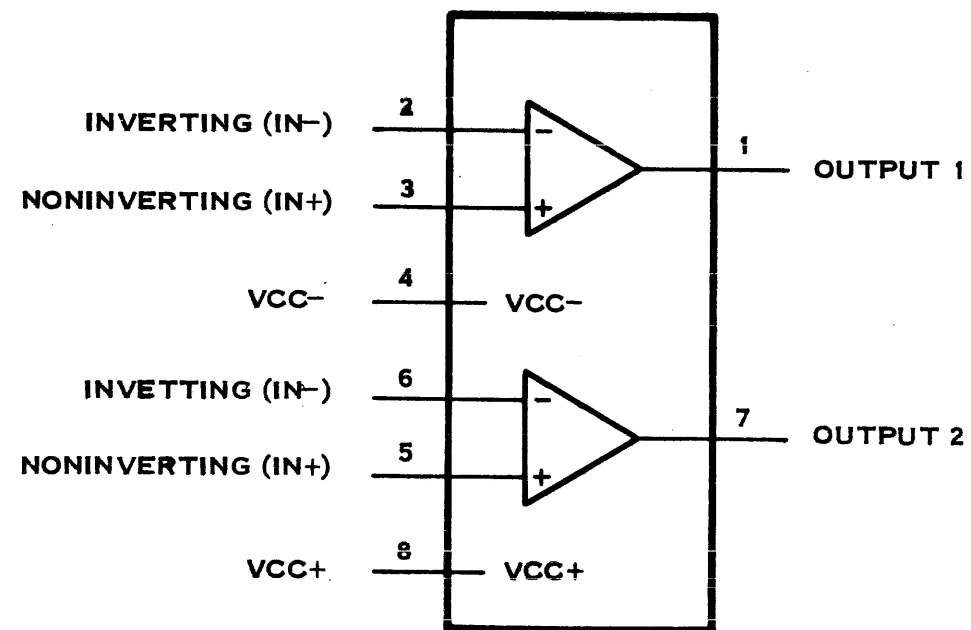 2
INVERTING (IN-)
-
1
OUTPUT 1
3
NONINVERTING (IN+)
+
4
VCC-
VCC-
6
INVETTING (IN-)
-
7
OUTPUT 2
5
NONINVERTING (IN+)
+
8
VCC+
VCC+